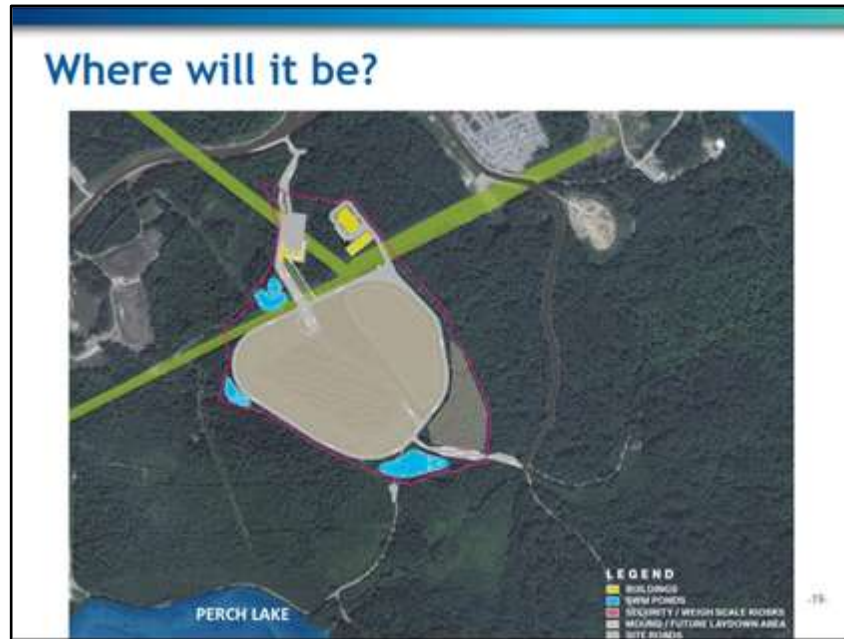 Where will it be?
PERCH LAKE
LEGEND
BUILDINGS
SWM PONDS
SECURITY / WEIGH SCALE KIOSKS
MOUND / FUTURE LAYDOWN AREA
SITE ROADS
-19-